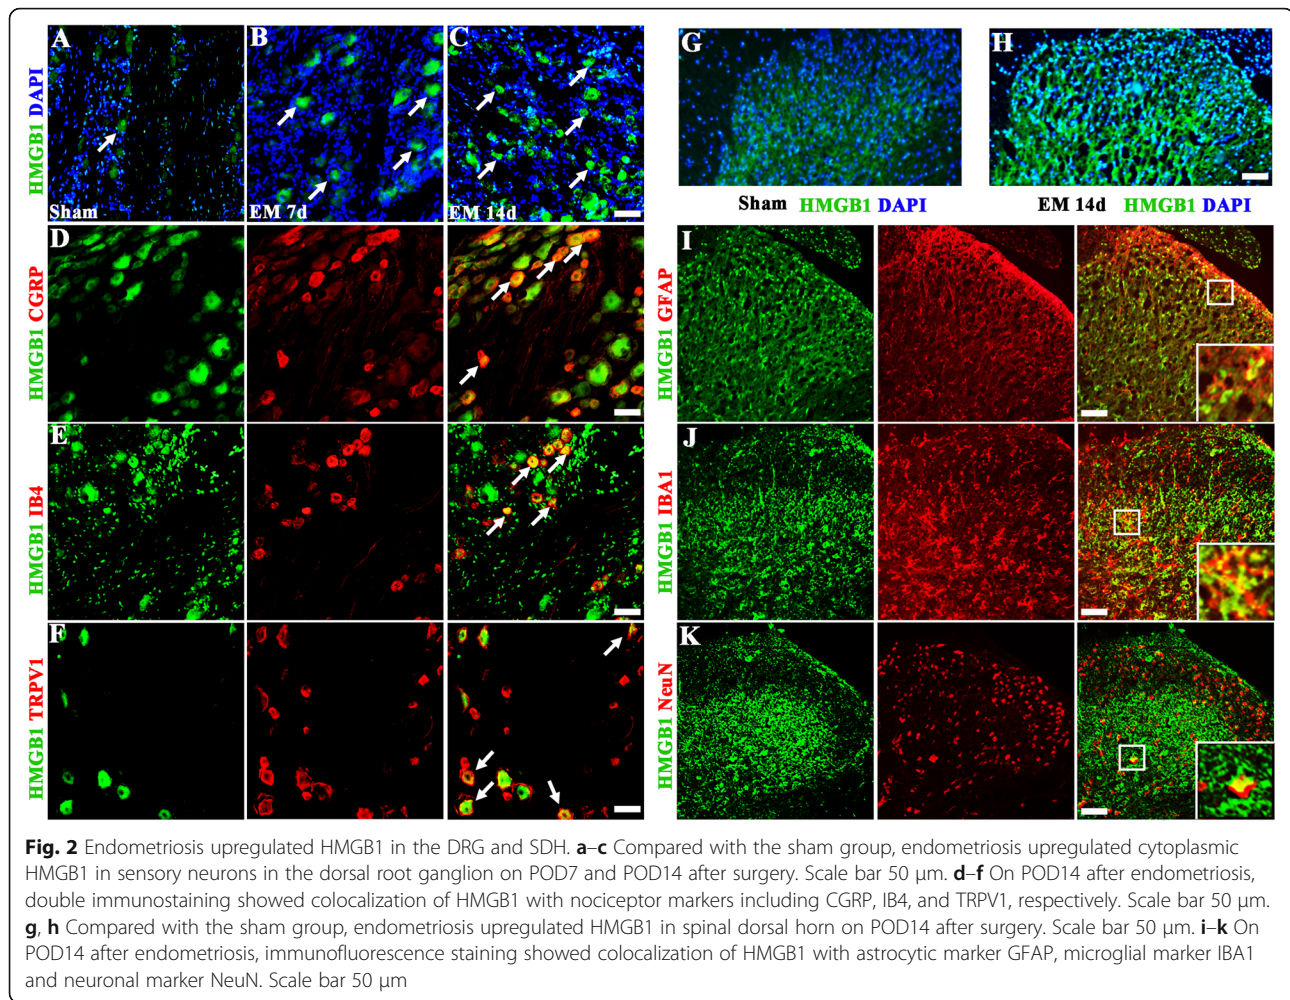 A B C G H
HMGB1 DAPI
Sham EM 7d EM 14d
Sham HMGB1 DAPI EM 14d HMGB1 DAPI
D
HMGB1 CGRP
I
HMGB1 GFAP
E
HMGB1 IB4
J
HMGB1 IBA1
F
HMGB1 TRPV1
K
HMGB1 NeuN
Fig. 2 Endometriosis upregulated HMGB1 in the DRG and SDH. a–c Compared with the sham group, endometriosis upregulated cytoplasmic
HMGB1 in sensory neurons in the dorsal root ganglion on POD7 and POD14 after surgery. Scale bar 50 μm. d–f On POD14 after endometriosis,
double immunostaining showed colocalization of HMGB1 with nociceptor markers including CGRP, IB4, and TRPV1, respectively. Scale bar 50 μm.
g, h Compared with the sham group, endometriosis upregulated HMGB1 in spinal dorsal horn on POD14 after surgery. Scale bar 50 μm. i–k On
POD14 after endometriosis, immunofluorescence staining showed colocalization of HMGB1 with astrocytic marker GFAP, microglial marker IBA1
and neuronal marker NeuN. Scale bar 50 μm